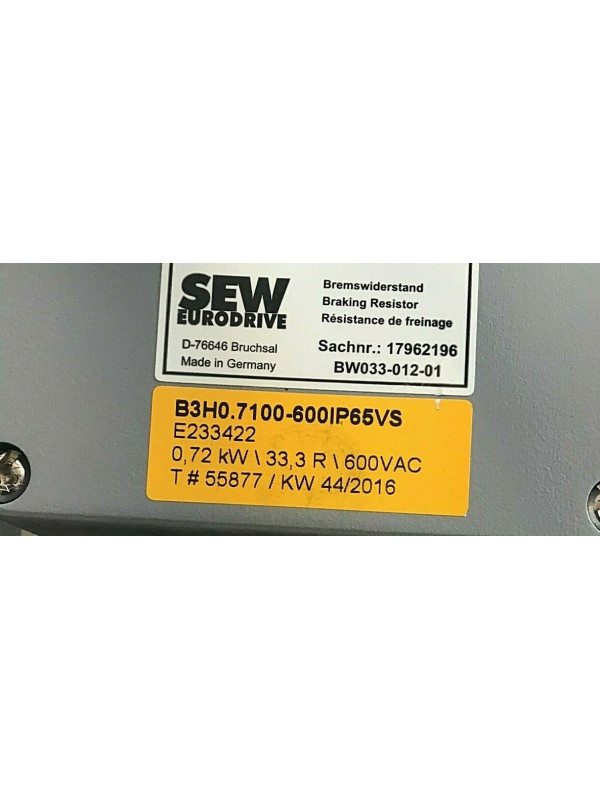 SEW
EURODRIVE
D-76646 Bruchsal
Made in Germany
Bremswiderstand
Braking Resistor
Résistance de freinage
Sachnr.: 17962196
BW033-012-01
B3H0.7100-600IP65VS
E233422
0,72 kW \ 33,3 R \ 600VAC
T # 55877 / KW 44/2016